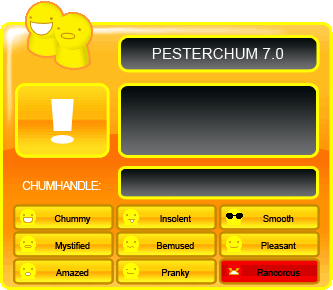 PESTERCHUM 7.0
!
CHUMHANDLE:
Chummy Insolent Smooth
Mystified Bemused Pleasant
Amazed Pranky Rancorous